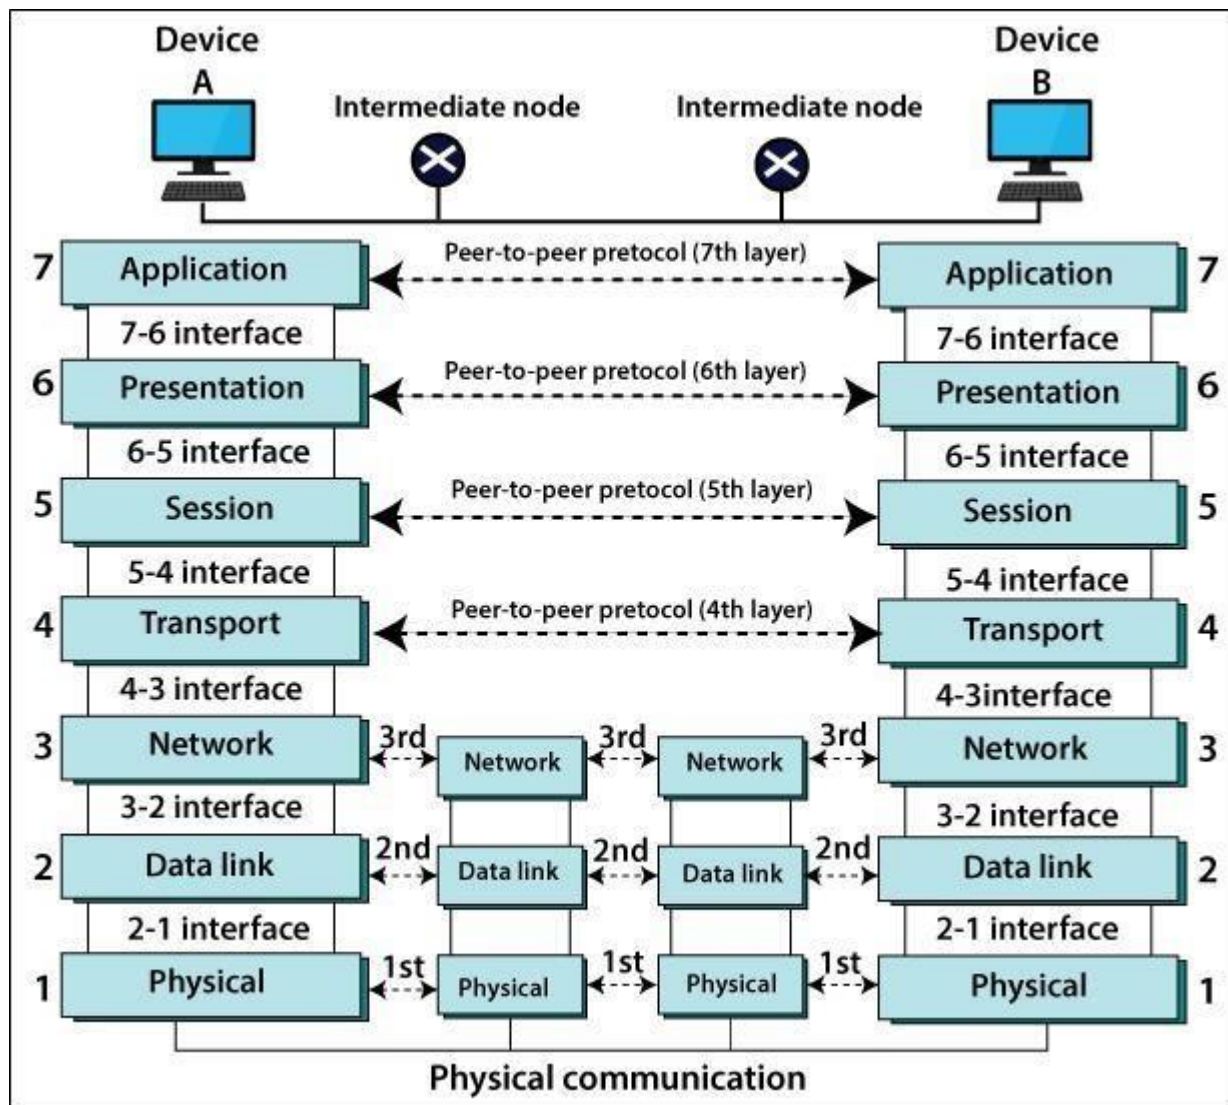 Device
A
Device
B
Intermediate node
Intermediate node
7
Application
Peer-to-peer pretocol (7th layer)
Application
7
7-6 interface
7-6 interface
6
Presentation
Peer-to-peer pretocol (6th layer)
Presentation
6
6-5 interface
6-5 interface
5
Session
Peer-to-peer pretocol (5th layer)
Session
5
5-4 interface
5-4 interface
4
Transport
Peer-to-peer pretocol (4th layer)
Transport
4
4-3 interface
4-3interface
3
Network
3rd
Network
3rd
Network
3rd
Network
3
3-2 interface
3-2 interface
2
Data link
2nd
Data link
2nd
Data link
2nd
Data link
2
2-1 interface
2-1 interface
1
Physical
1st
Physical
1st
Physical
1st
Physical
1
Physical communication